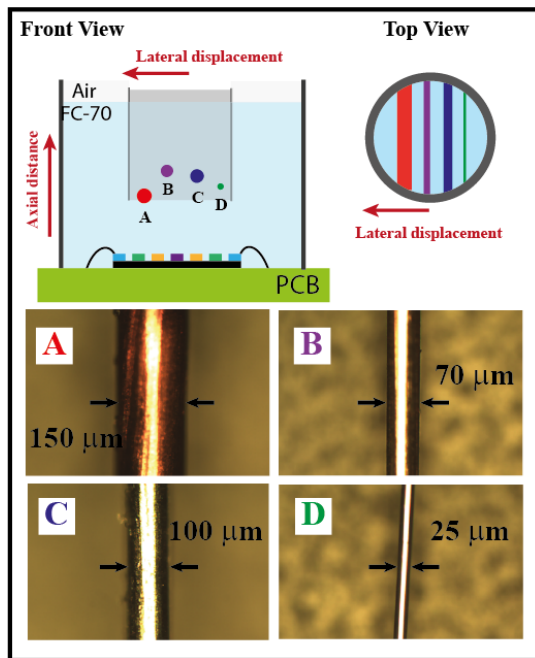 Front View
Top View
Lateral displacement
Air
FC-70
Axial distance
B
C
A
D
Lateral displacement
PCB
A
150 μm
B
70 μm
C
100 μm
D
25 μm